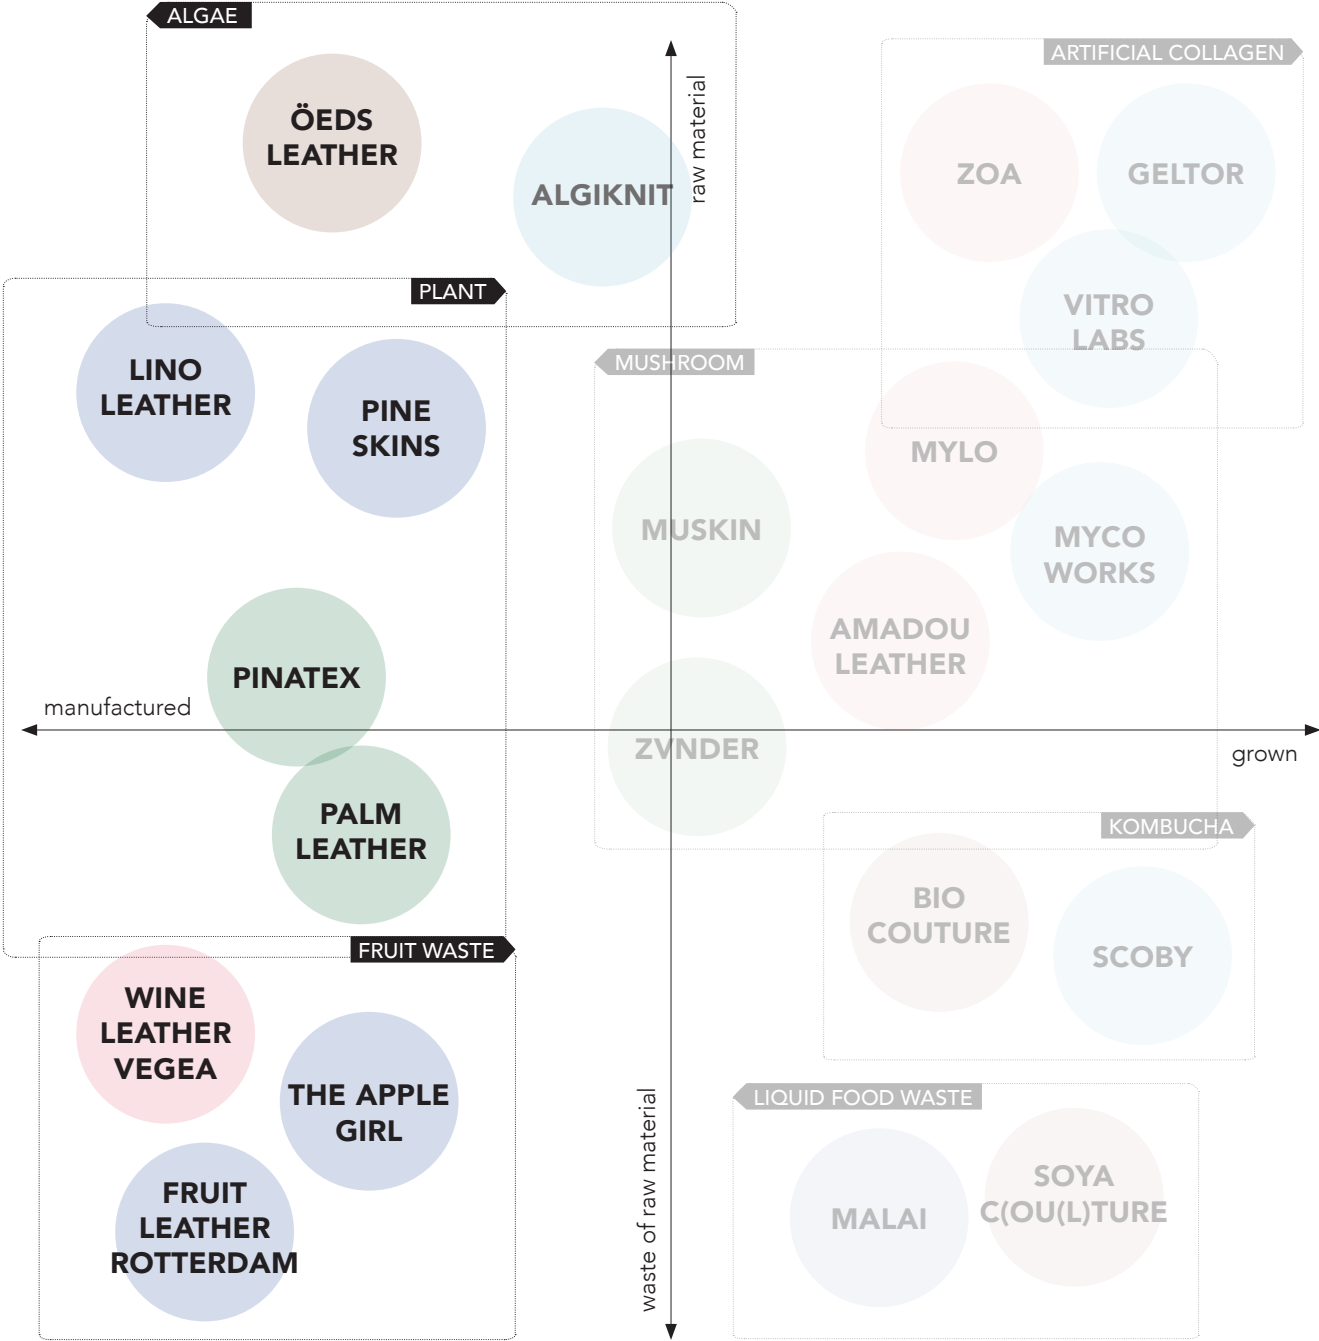 ALGAE
ÖEDS
LEATHER
ALGIKNIT
raw material
ARTIFICIAL COLLAGEN
ZOA
GELTOR
VITRO
LABS
PLANT
LINO
LEATHER
PINE
SKINS
PINATEX
PALM
LEATHER
MUSHROOM
MUSKIN
MYLO
MYCO
WORKS
AMADOU
LEATHER
ZVNDER
manufactured
grown
KOMBUCHA
BIO
COUTURE
SCOBY
FRUIT WASTE
WINE
LEATHER
VEGEA
THE APPLE
GIRL
FRUIT
LEATHER
ROTTERDAM
waste of raw material
LIQUID FOOD WASTE
MALAI
SOYA
C(OU(L)TURE